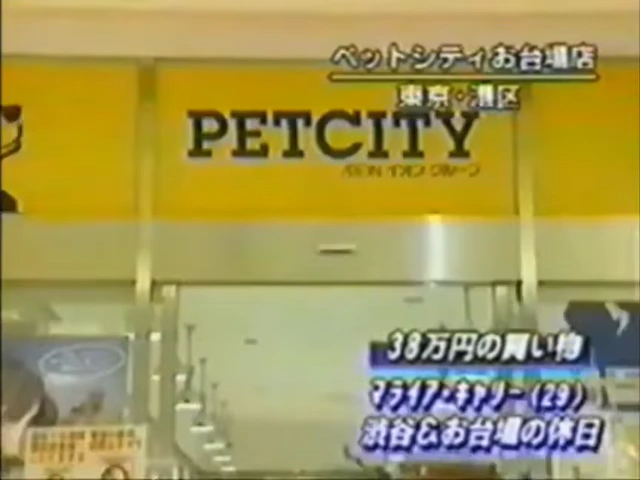 ペットシティお台場店
東京・港区
PETCITY
イオングループ
38万円の買い物
マライア・キャリー(29)
渋谷&お台場の休日